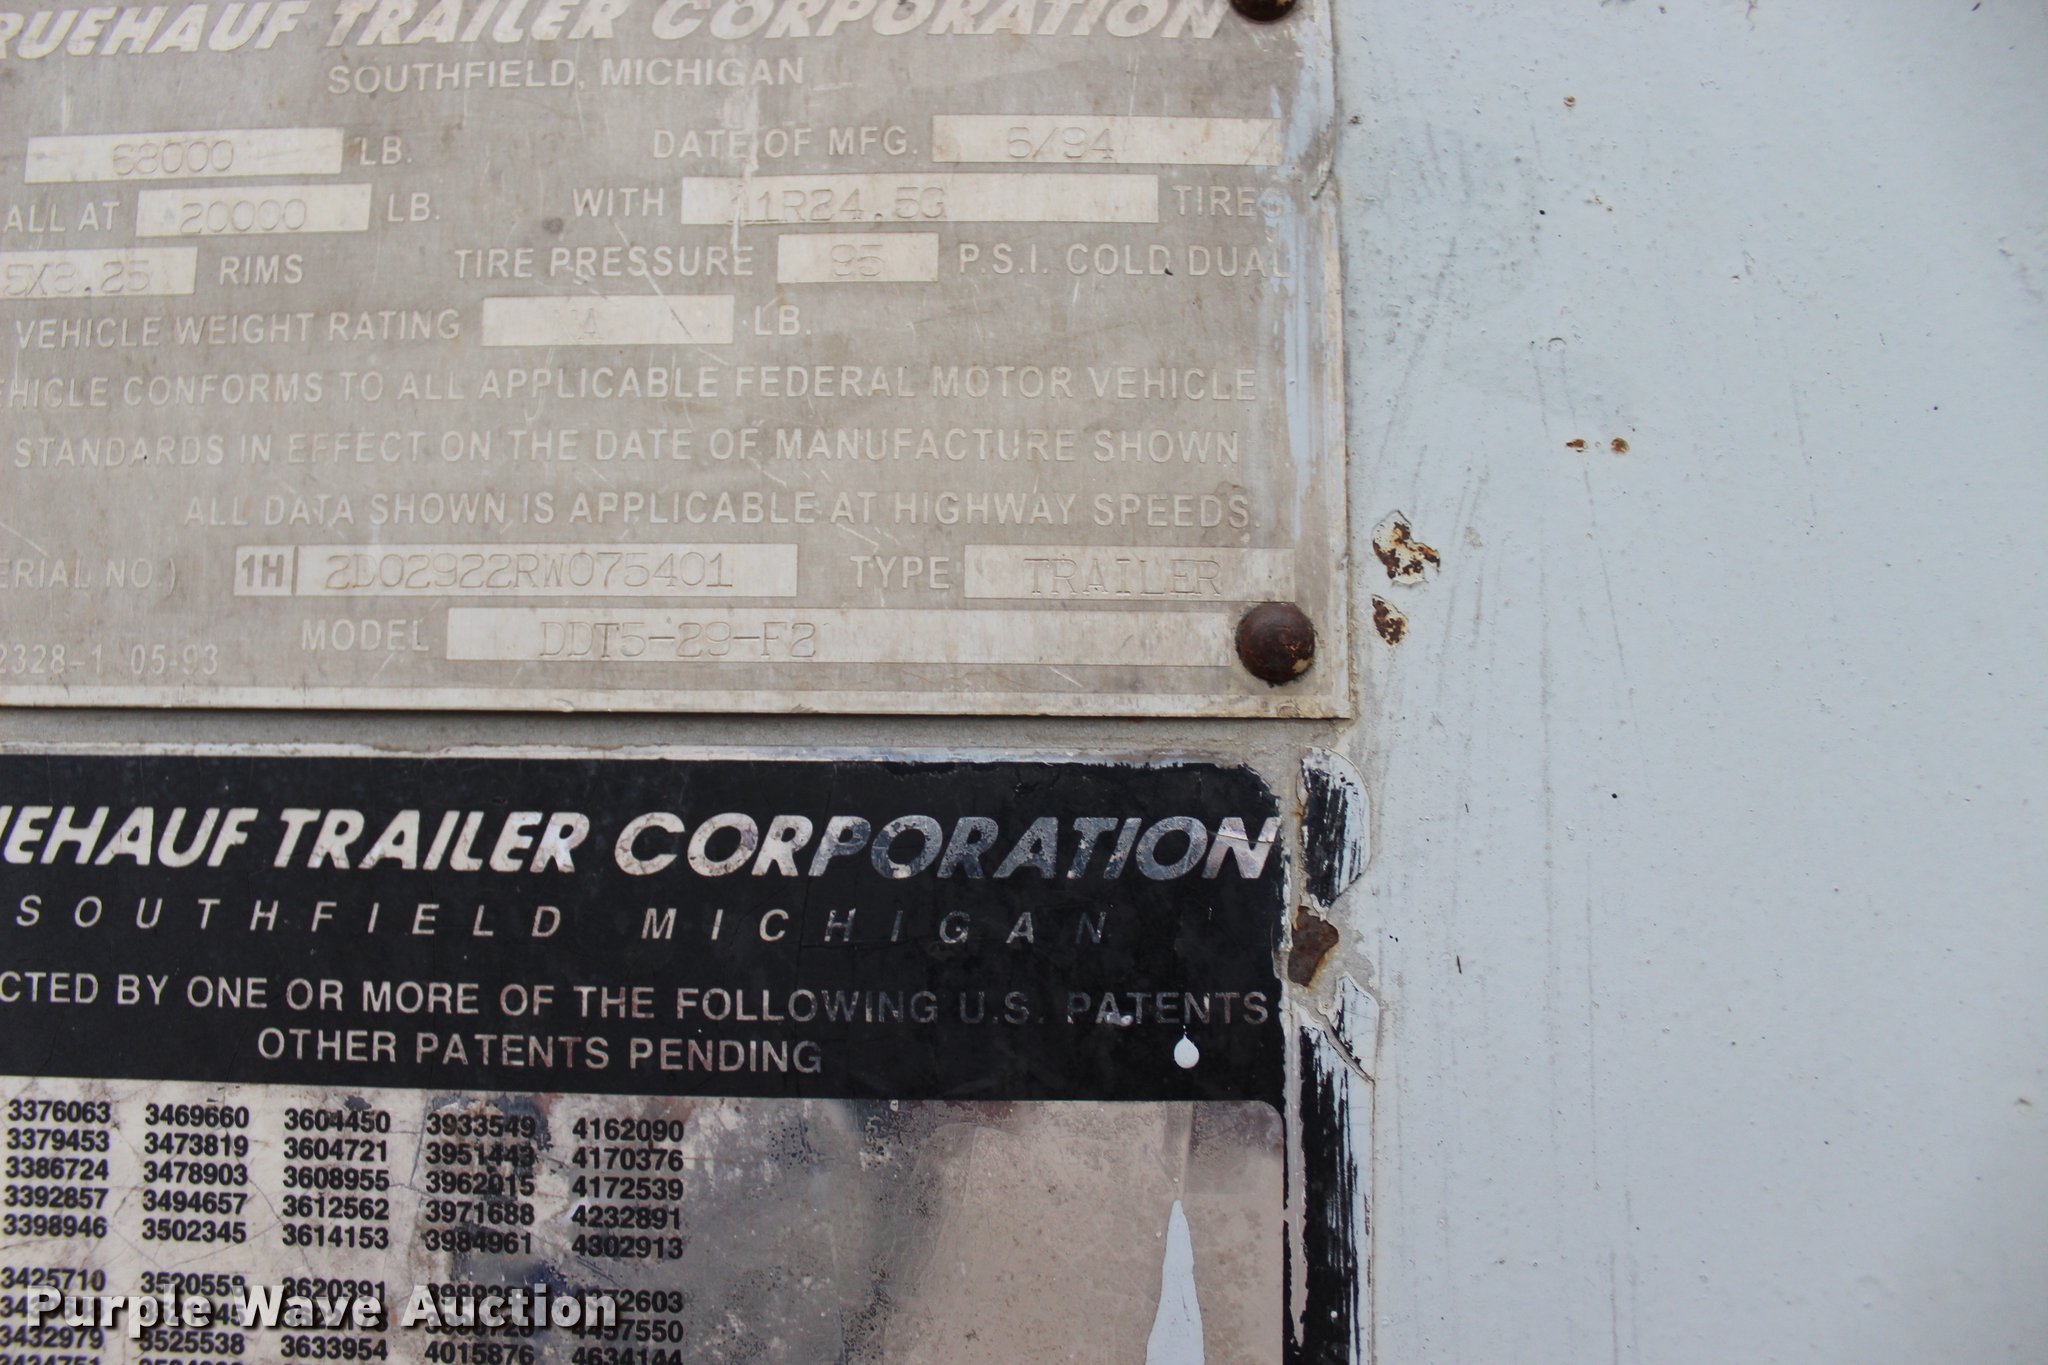 RUEHAUF TRAILER CORPORATION
SOUTHFIELD, MICHIGAN
68000 LB. DATE OF MFG. 6/94
ALL AT 20000 LB. WITH 11R24.5G TIRES
5X8.25 RIMS TIRE PRESSURE 95 P.S.I. COLD DUAL
VEHICLE WEIGHT RATING LB.
EHICLE CONFORMS TO ALL APPLICABLE FEDERAL MOTOR VEHICLE
STANDARDS IN EFFECT ON THE DATE OF MANUFACTURE SHOWN
ALL DATA SHOWN IS APPLICABLE AT HIGHWAY SPEEDS.
ERIAL NO.) 1H 2D02922RW075401 TYPE TRAILER
MODEL DDT5-29-F2
2328-1 05-93
UEHAUF TRAILER CORPORATION
SOUTHFIELD MICHIGAN
CTED BY ONE OR MORE OF THE FOLLOWING U.S. PATENTS
OTHER PATENTS PENDING
3376063 3469660 3604450 3933549 4162090
3379453 3473819 3604721 3951443 4170376
3386724 3478903 3608955 3962015 4172539
3392857 3494657 3612562 3971688 4232891
3398946 3502345 3614153 3984961 4302913
3425710 3520559 3620391 4372603
Purple Wave Auction
3432979 3525538 3633954 4015876 4634144